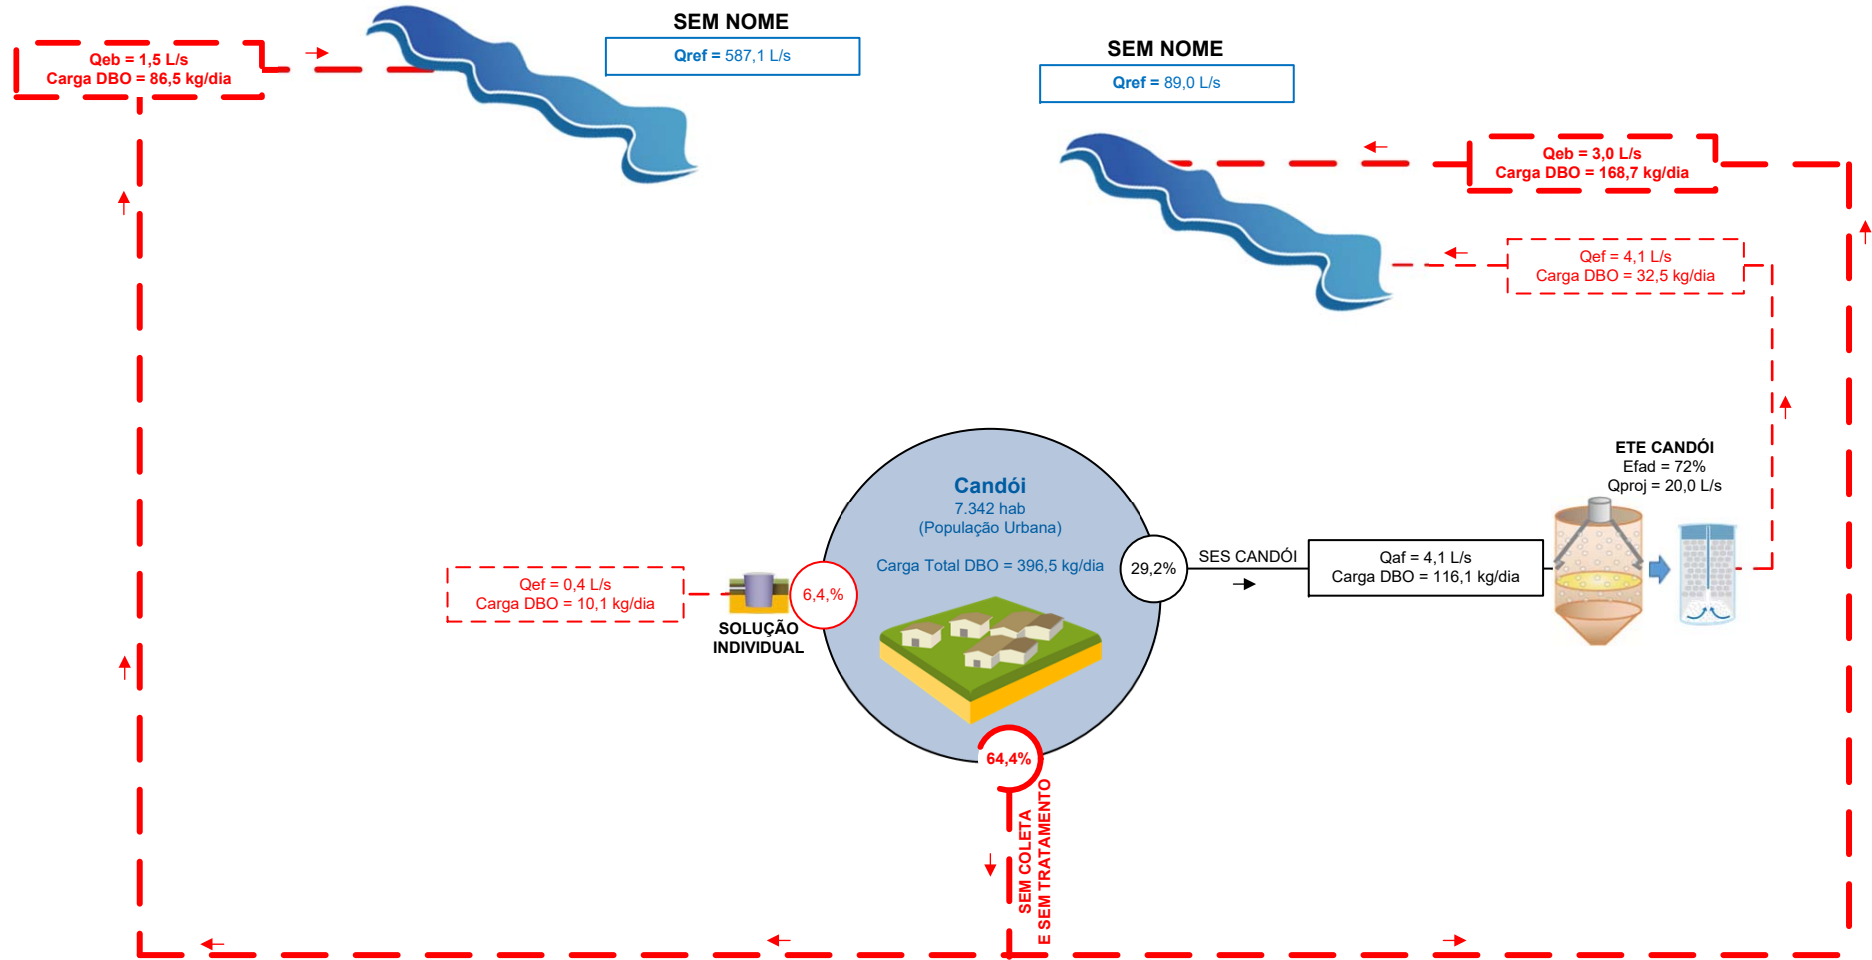 SEM NOME
Qref = 587,1 L/s
Qeb = 1,5 L/s
Carga DBO = 86,5 kg/dia
SEM NOME
Qref = 89,0 L/s
Qeb = 3,0 L/s
Carga DBO = 168,7 kg/dia
Qef = 4,1 L/s
Carga DBO = 32,5 kg/dia
ETE CANDÓI
Efad = 72%
Qproj = 20,0 L/s
Candói
7.342 hab
(População Urbana)
Carga Total DBO = 396,5 kg/dia
29,2%
SES CANDÓI
Qaf = 4,1 L/s
Carga DBO = 116,1 kg/dia
Qef = 0,4 L/s
Carga DBO = 10,1 kg/dia
6,4,%
SOLUÇÃO
INDIVIDUAL
64,4%
SEM COLETA
E SEM TRATAMENTO